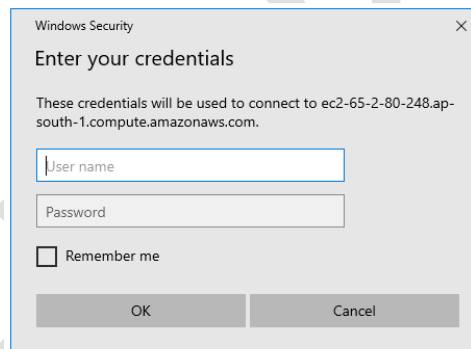 Windows Security
Enter your credentials
These credentials will be used to connect to ec2-65-2-80-248.ap-
south-1.compute.amazonaws.com.
User name
Password
Remember me
OK
Cancel